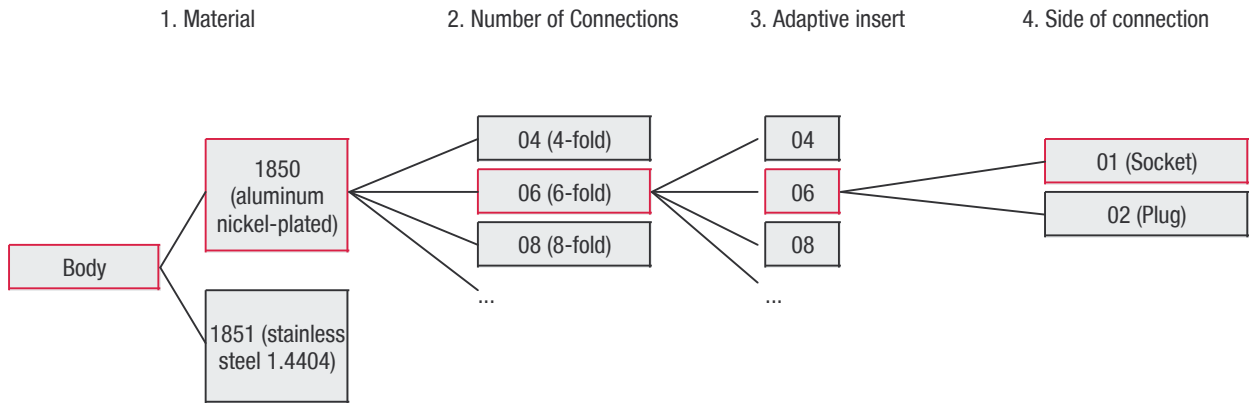 1. Material
2. Number of Connections
3. Adaptive insert
4. Side of connection
Body
1850
(aluminum
nickel-plated)
1851 (stainless
steel 1.4404)
04 (4-fold)
06 (6-fold)
08 (8-fold)
...
04
06
08
...
01 (Socket)
02 (Plug)